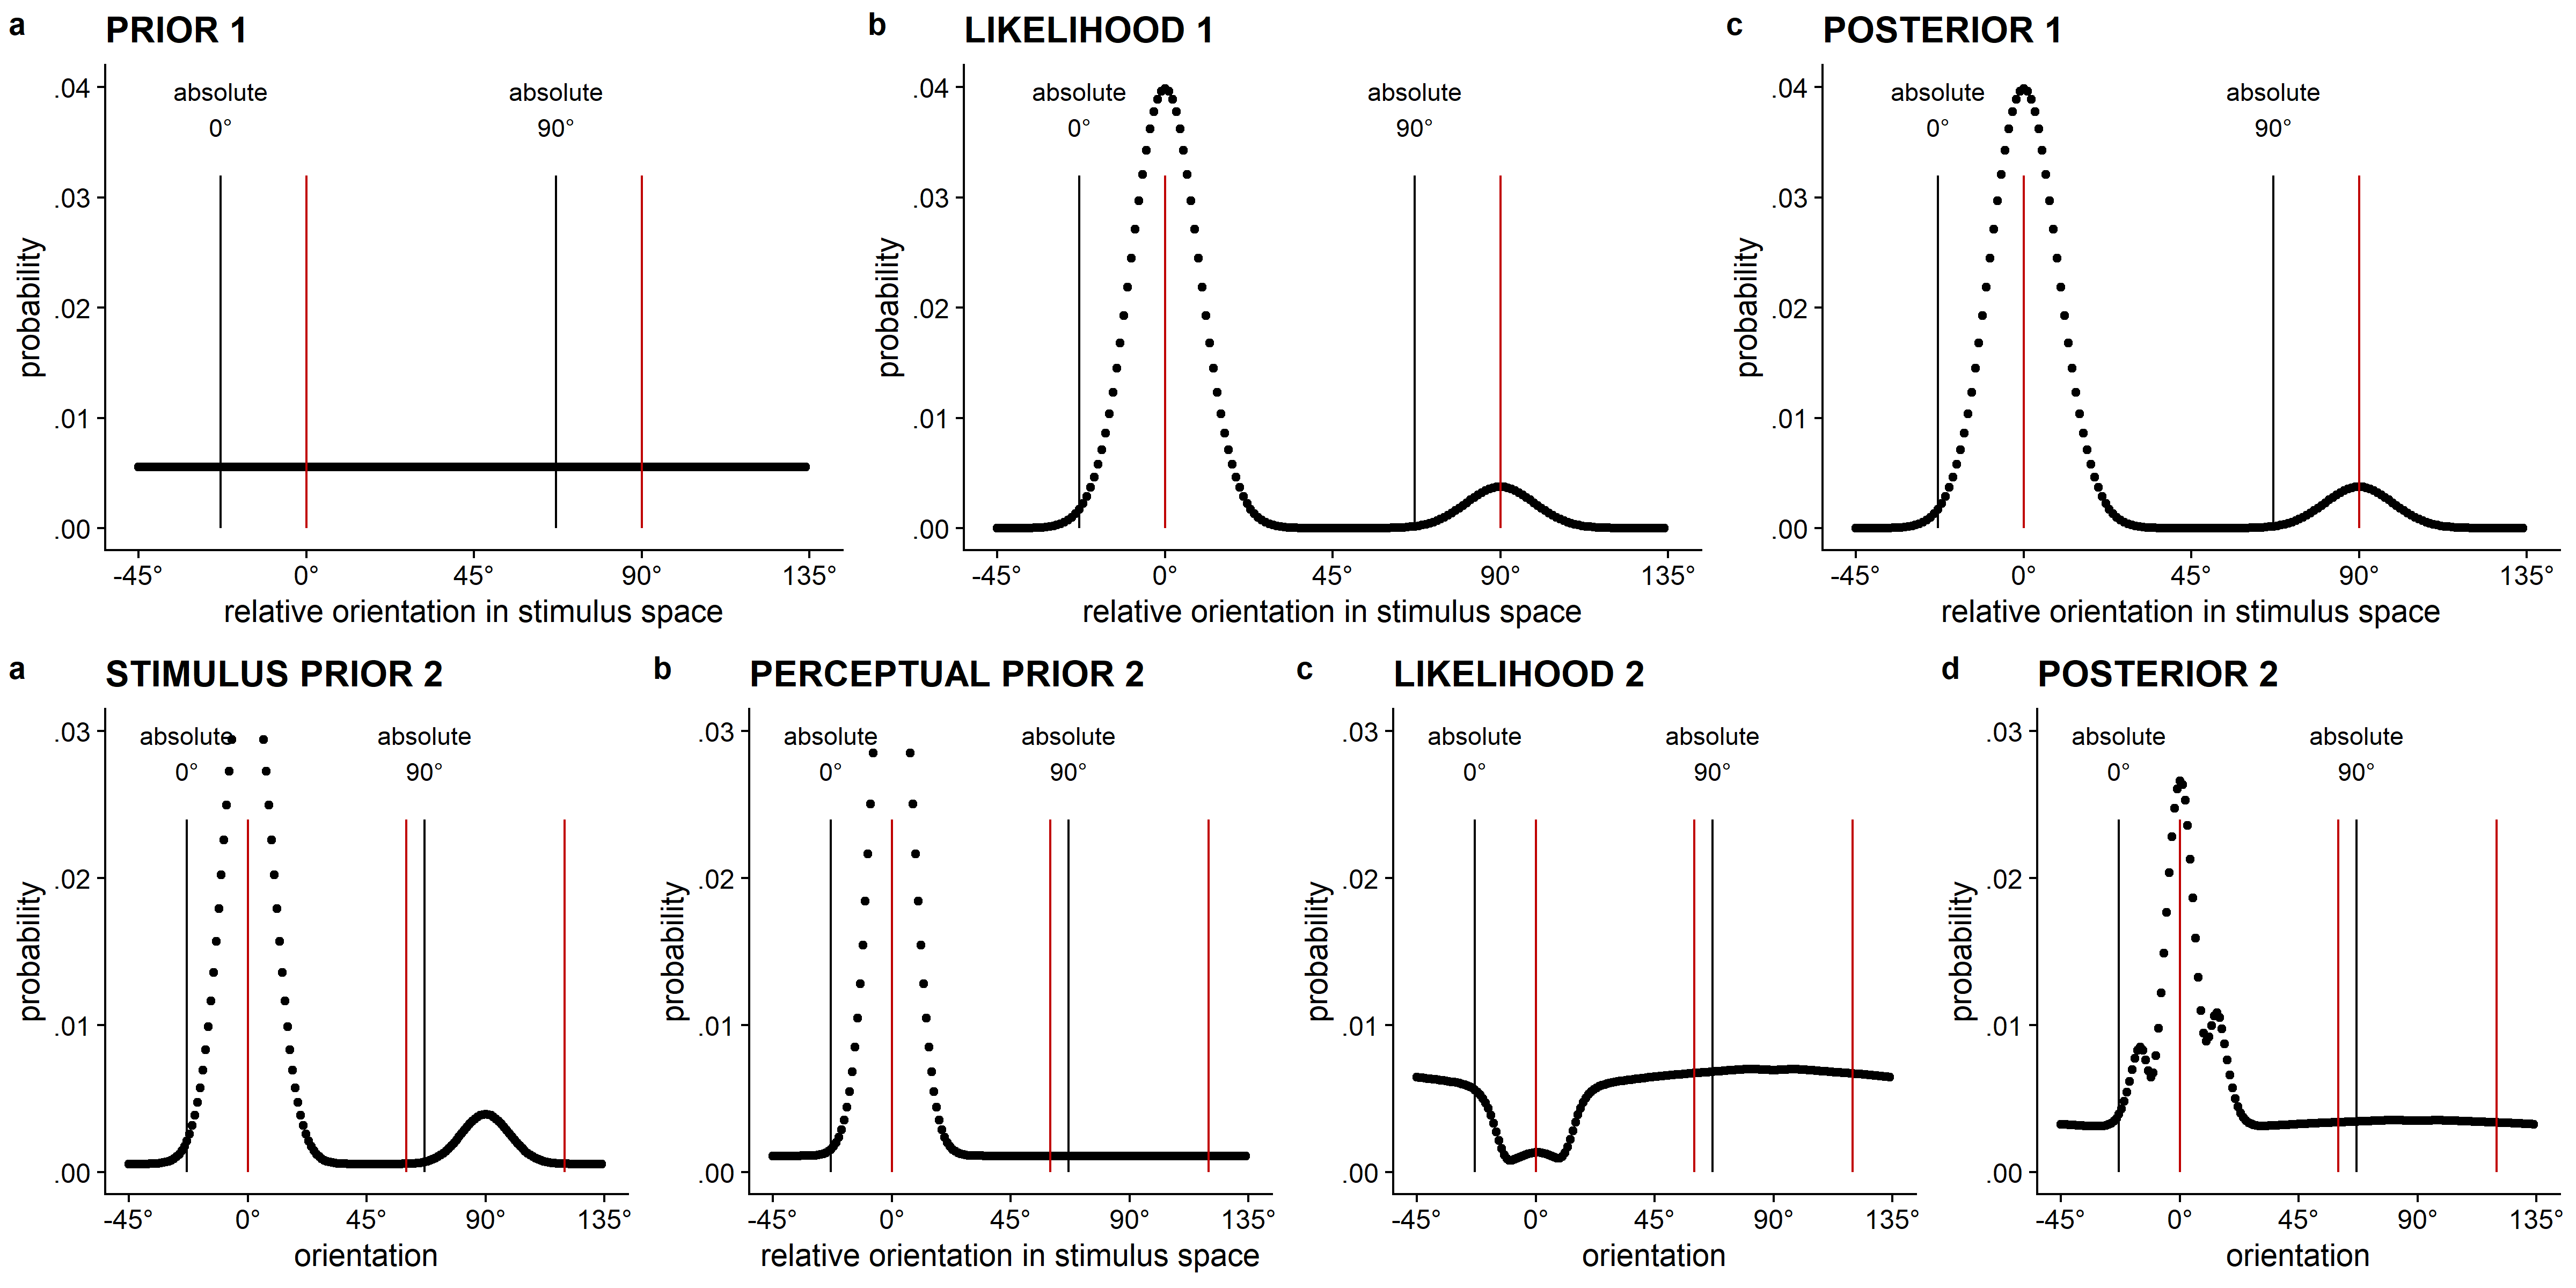 a PRIOR 1
absolute absolute
0° 90°
.04
.03
.02
.01
.00
probability
-45° 0° 45° 90° 135°
relative orientation in stimulus space
b LIKELIHOOD 1
absolute absolute
0° 90°
.04
.03
.02
.01
.00
probability
-45° 0° 45° 90° 135°
relative orientation in stimulus space
c POSTERIOR 1
absolute absolute
0° 90°
.04
.03
.02
.01
.00
probability
-45° 0° 45° 90° 135°
relative orientation in stimulus space
a STIMULUS PRIOR 2
absolute absolute
0° 90°
.03
.02
.01
.00
probability
-45° 0° 45° 90° 135°
orientation
b PERCEPTUAL PRIOR 2
absolute absolute
0° 90°
.03
.02
.01
.00
probability
-45° 0° 45° 90° 135°
relative orientation in stimulus space
c LIKELIHOOD 2
absolute absolute
0° 90°
.03
.02
.01
.00
probability
-45° 0° 45° 90° 135°
orientation
d POSTERIOR 2
absolute absolute
0° 90°
.03
.02
.01
.00
probability
-45° 0° 45° 90° 135°
orientation